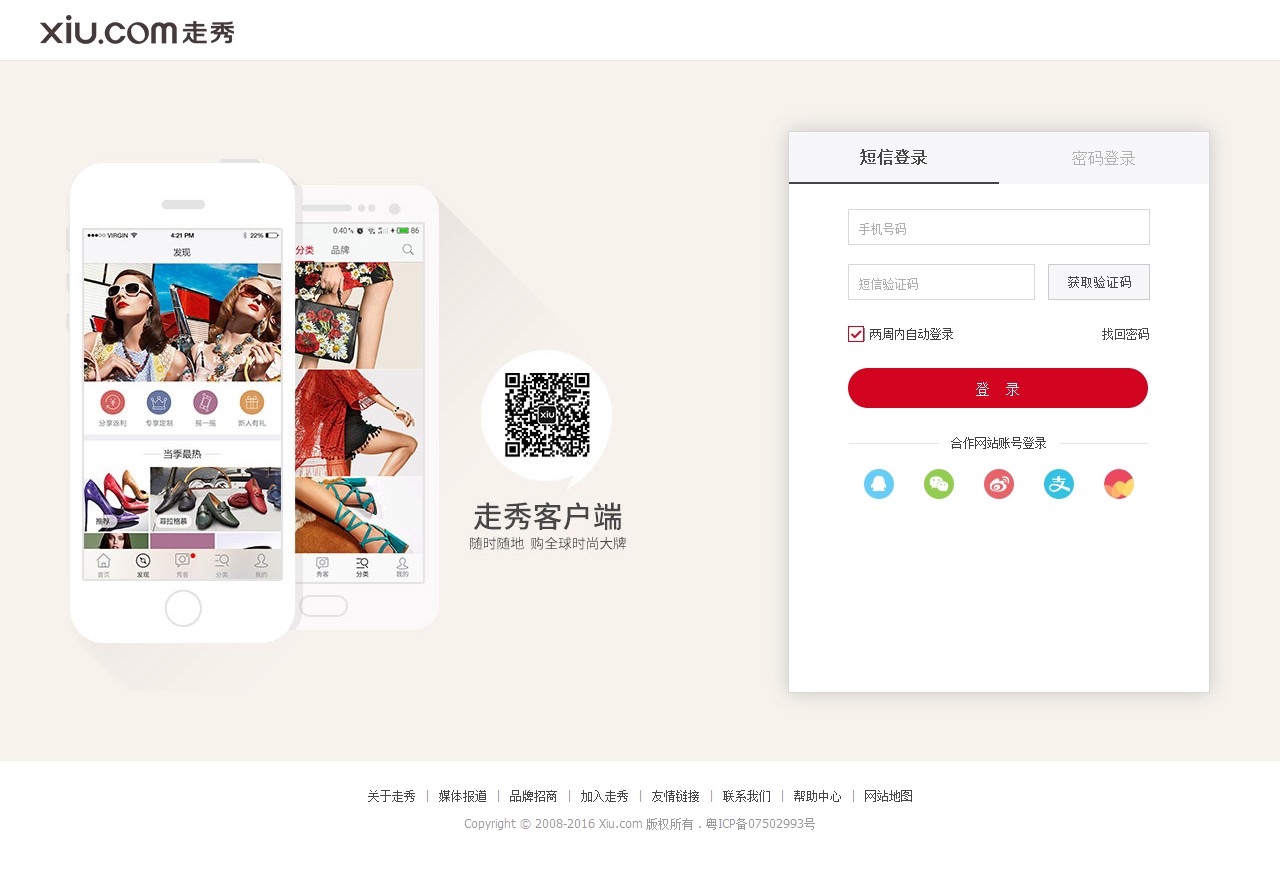 xiu.com 走秀
短信登录
密码登录
手机号码
短信验证码
获取验证码
两周内自动登录
找回密码
登 录
合作网站账号登录
VIRGIN
4:21 PM
22%
发现
0.40%
86
分类
品牌
分享返利
专享定制
摇一摇
新人有礼
当季最热
推荐
菲拉格慕
首页
发现
秀客
分类
我的
秀客
分类
我的
xiu
走秀客户端
随时随地 购全球时尚大牌
关于走秀 | 媒体报道 | 品牌招商 | 加入走秀 | 友情链接 | 联系我们 | 帮助中心 | 网站地图
Copyright © 2008-2016 Xiu.com 版权所有 . 粤ICP备07502993号